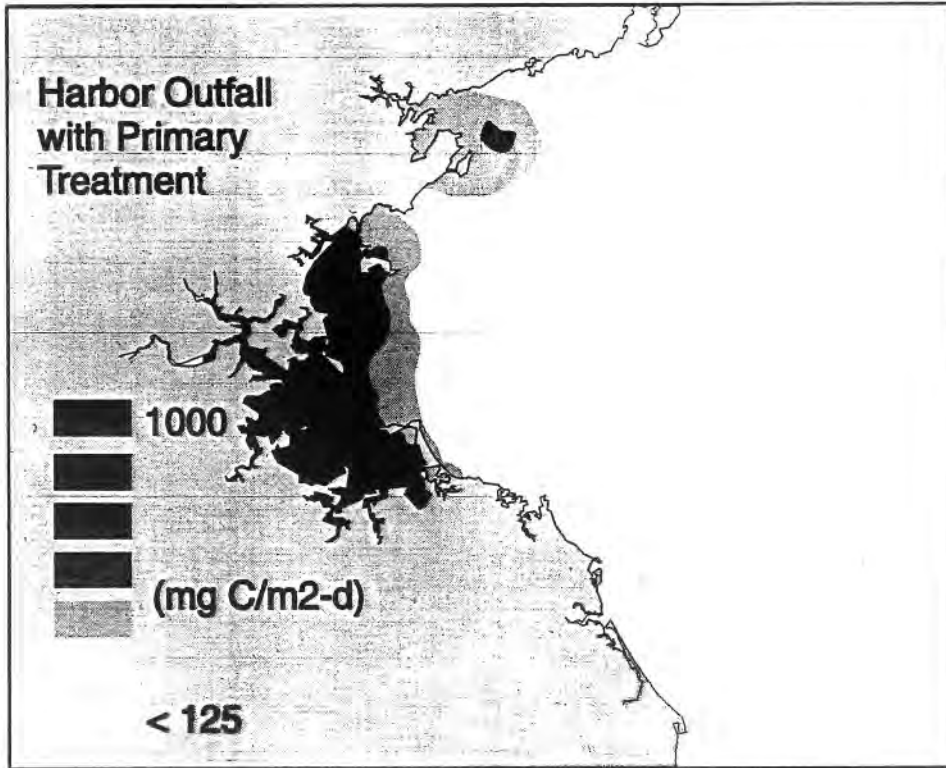 Harbor Outfall
with Primary
Treatment
1000
(mg C/m2-d)
< 125